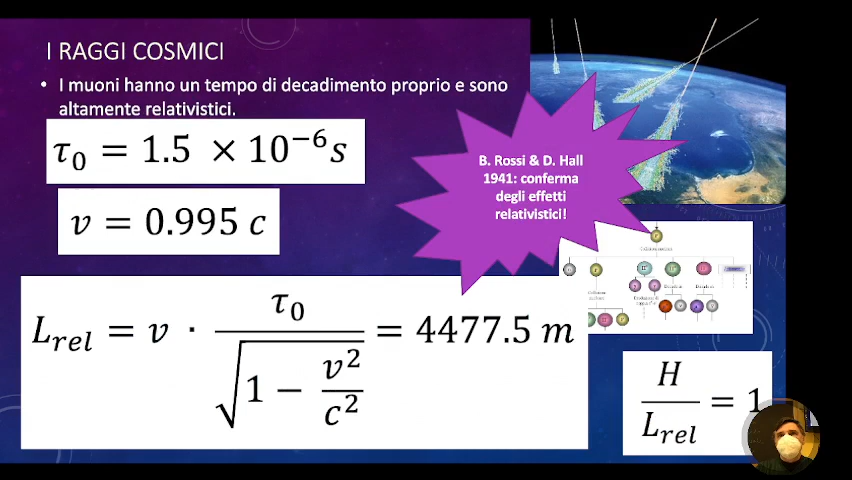 I RAGGI COSMICI
• I muoni hanno un tempo di decadimento proprio e sono
altamente relativistici.
τ₀ = 1.5 × 10⁻⁶ s
v = 0.995 c
B. Rossi & D. Hall
1941: conferma
degli effetti
relativistici!
L_rel = v · τ₀ / √(1 − v²/c²) = 4477.5 m
H / L_rel = 1